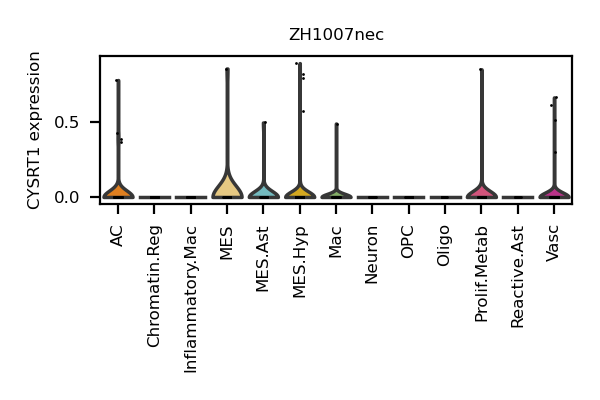 ZH1007nec
CYSRT1 expression
0.5
0.0
AC
Chromatin.Reg
Inflammatory.Mac
MES
MES.Ast
MES.Hyp
Mac
Neuron
OPC
Oligo
Prolif.Metab
Reactive.Ast
Vasc